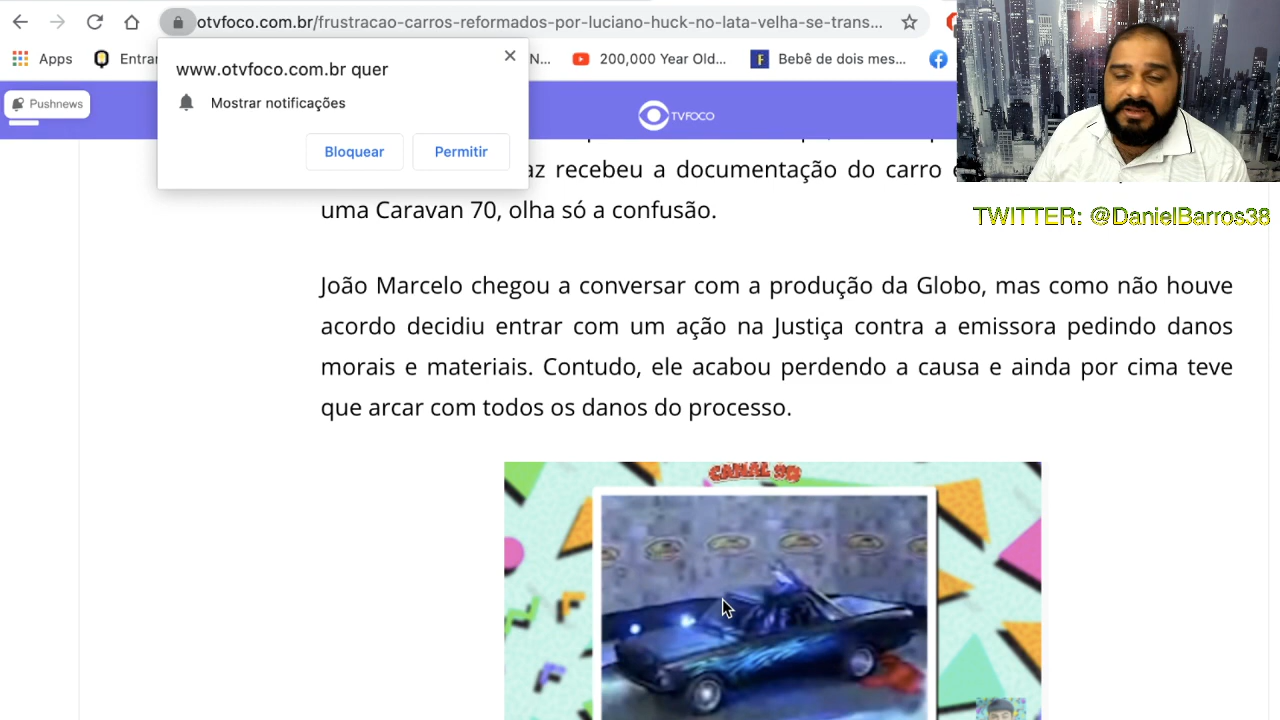 otvfoco.com.br/frustracao-carros-reformados-por-luciano-huck-no-lata-velha-se-trans...
Apps
Entrar
N...
200,000 Year Old...
Bebê de dois mes...
www.otvfoco.com.br quer
Mostrar notificações
Bloquear
Permitir
Pushnews
TVFOCO
az recebeu a documentação do carro
uma Caravan 70, olha só a confusão.
TWITTER: @DanielBarros38
João Marcelo chegou a conversar com a produção da Globo, mas como não houve
acordo decidiu entrar com um ação na Justiça contra a emissora pedindo danos
morais e materiais. Contudo, ele acabou perdendo a causa e ainda por cima teve
que arcar com todos os danos do processo.
CANAL 90